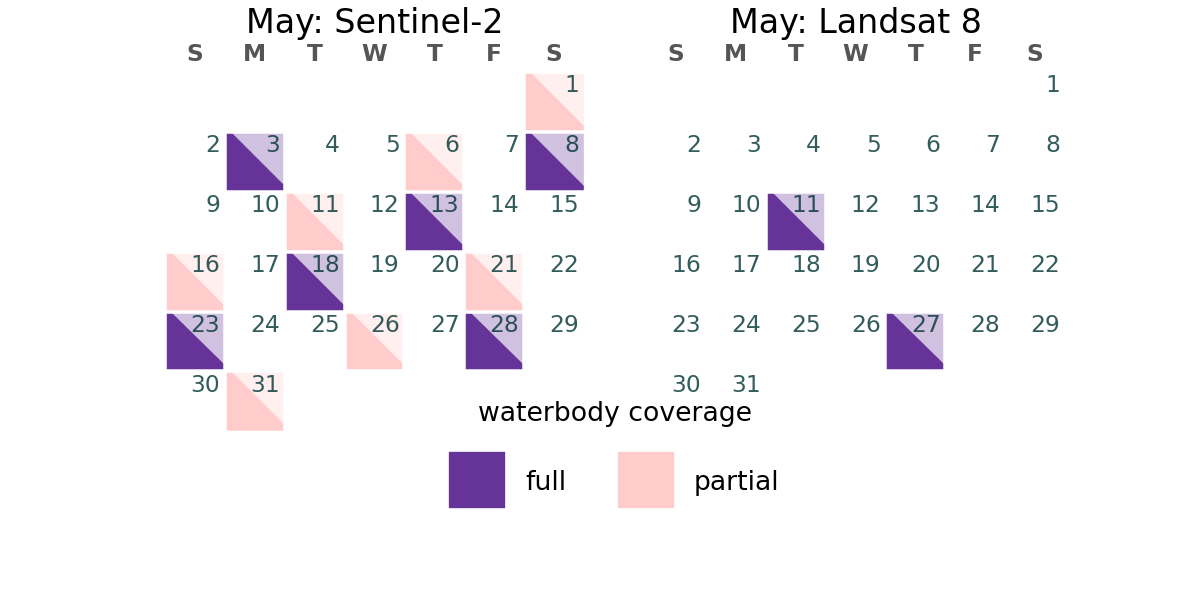 May: Sentinel-2
S M T W T F S
1
2 3 4 5 6 7 8
9 10 11 12 13 14 15
16 17 18 19 20 21 22
23 24 25 26 27 28 29
30 31
May: Landsat 8
S M T W T F S
1
2 3 4 5 6 7 8
9 10 11 12 13 14 15
16 17 18 19 20 21 22
23 24 25 26 27 28 29
30 31
waterbody coverage
full
partial